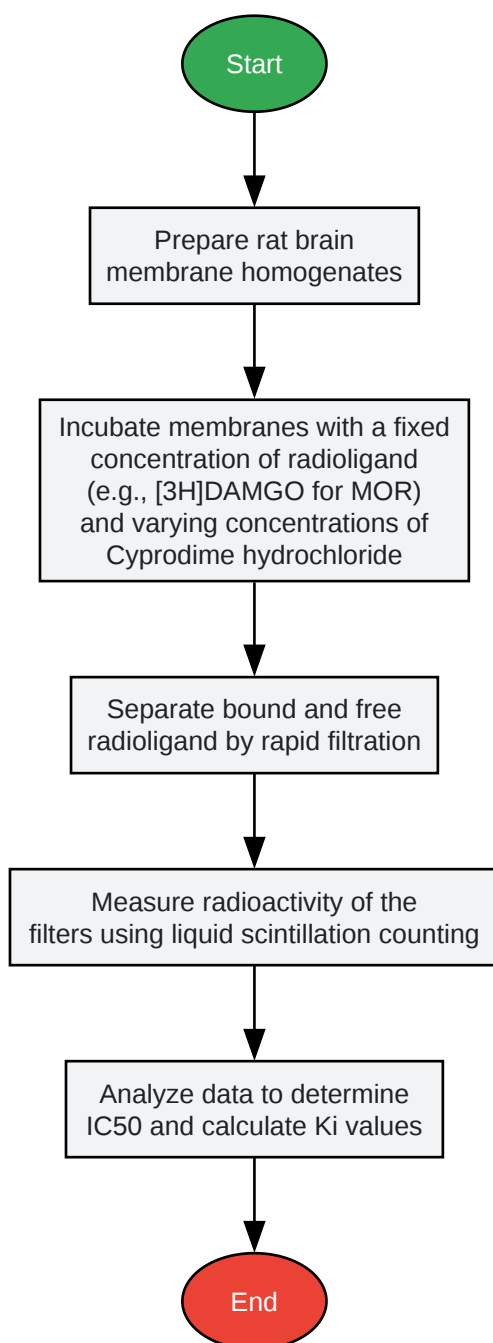 Start
Prepare rat brain
membrane homogenates
Incubate membranes with a fixed
concentration of radioligand
(e.g., [3H]DAMGO for MOR)
and varying concentrations of
Cyprodime hydrochloride
Separate bound and free
radioligand by rapid filtration
Measure radioactivity of the
filters using liquid scintillation counting
Analyze data to determine
IC50 and calculate Ki values
End